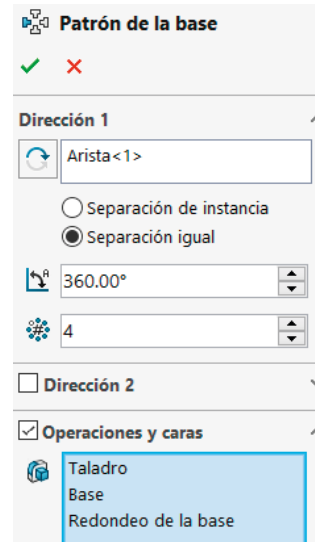 Patrón de la base
Dirección 1
Arista<1>
Separación de instancia
Separación igual
360.00°
4
Dirección 2
Operaciones y caras
Taladro
Base
Redondeo de la base